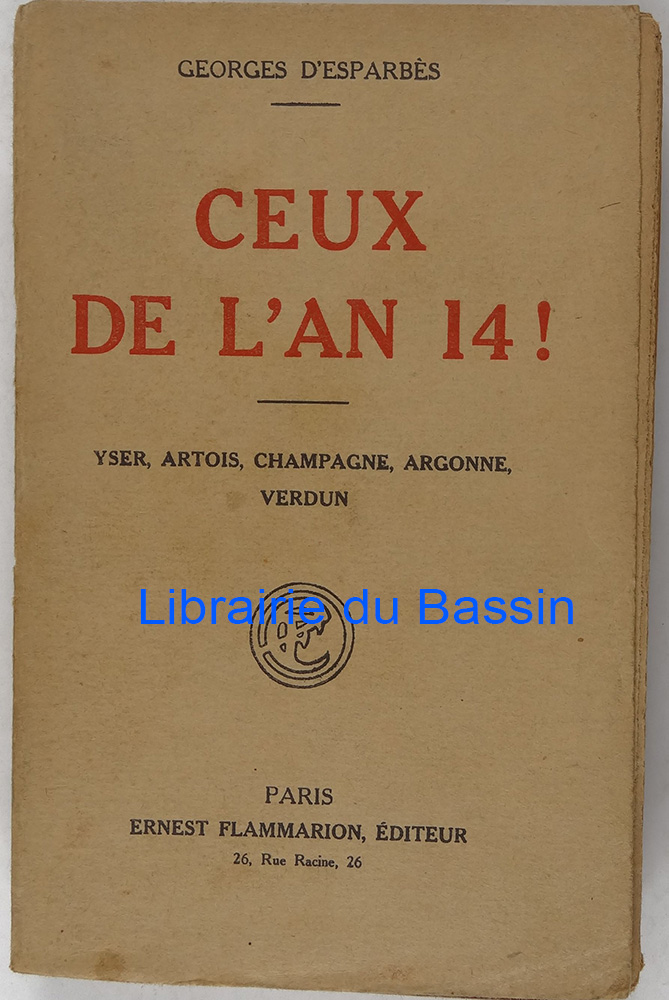 GEORGES D'ESPARBÈS
CEUX
DE L'AN 14 !
YSER, ARTOIS, CHAMPAGNE, ARGONNE,
VERDUN
Librairie du Bassin
PARIS
ERNEST FLAMMARION, ÉDITEUR
26, Rue Racine, 26